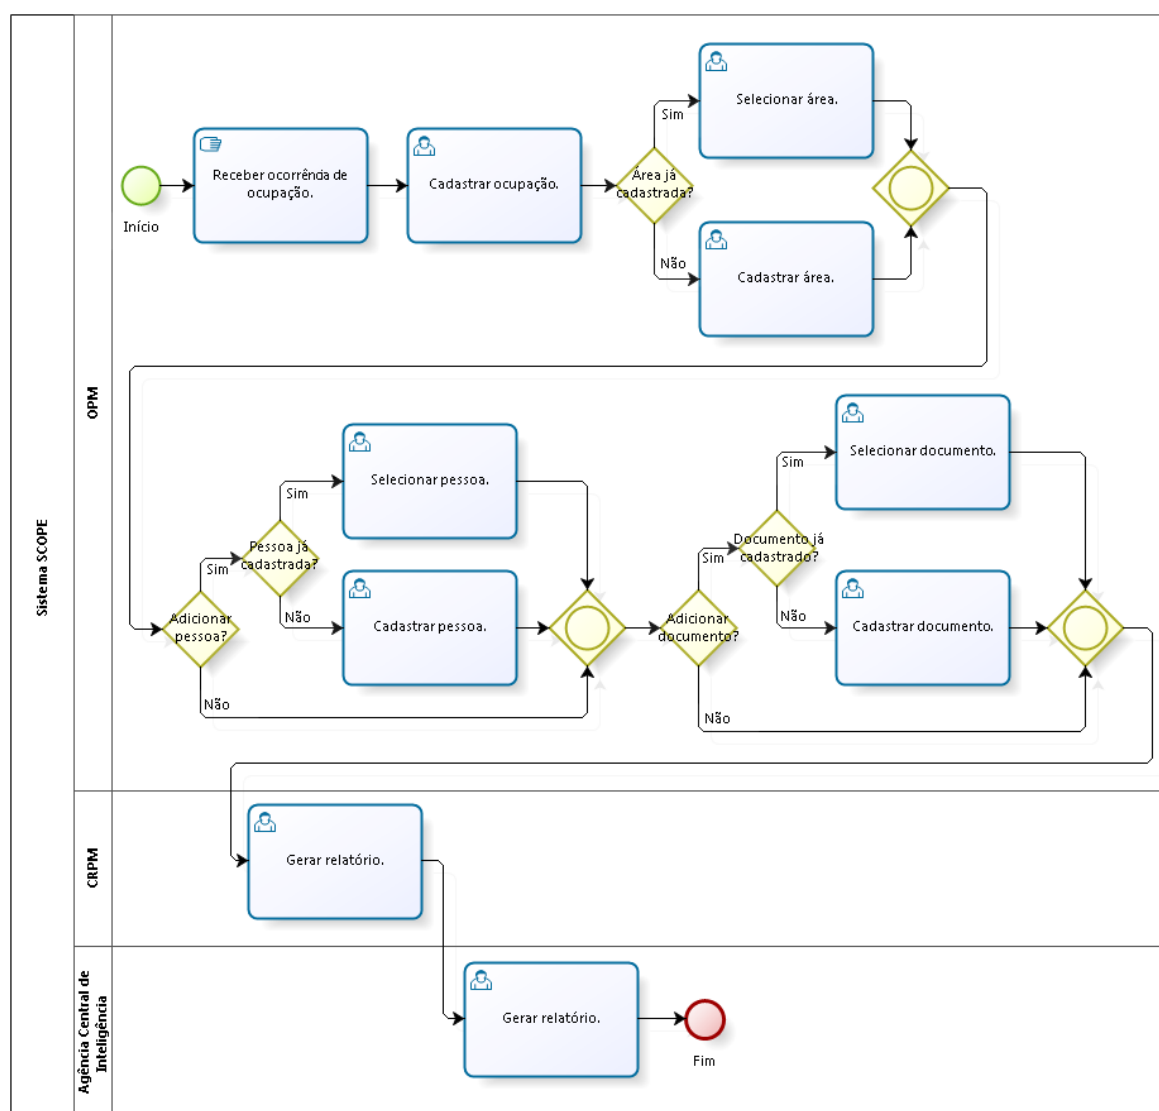 Sistema SCOPE
OPM
Início
Receber ocorrência de
ocupação.
Cadastrar ocupação.
Área já
cadastrada?
Sim
Selecionar área.
Não
Cadastrar área.
Adicionar
pessoa?
Sim
Pessoa já
cadastrada?
Sim
Selecionar pessoa.
Não
Cadastrar pessoa.
Não
Adicionar
documento?
Sim
Documento já
cadastrado?
Sim
Selecionar documento.
Não
Cadastrar documento.
Não
CRPM
Gerar relatório.
Agência Central de
Inteligência
Gerar relatório.
Fim